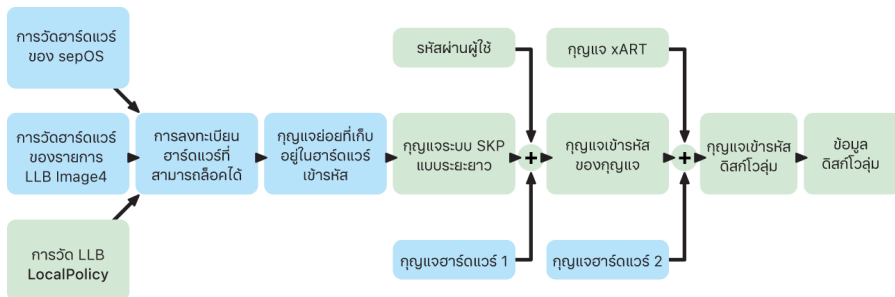 การวัดฮาร์ดแวร์
ของ sepOS
การวัดฮาร์ดแวร์
ของรายการ
LLB Image4
การวัด LLB
LocalPolicy
การลงทะเบียน
ฮาร์ดแวร์ที่
สามารถล็อคได้
กุญแจย่อยที่เก็บ
อยู่ในฮาร์ดแวร์
เข้ารหัส
กุญแจระบบ SKP
แบบระยะยาว
รหัสผ่านผู้ใช้
+
กุญแจฮาร์ดแวร์ 1
กุญแจเข้ารหัส
ของกุญแจ
กุญแจ xART
+
กุญแจฮาร์ดแวร์ 2
กุญแจเข้ารหัส
ดิสก์โวลุ่ม
ข้อมูล
ดิสก์โวลุ่ม